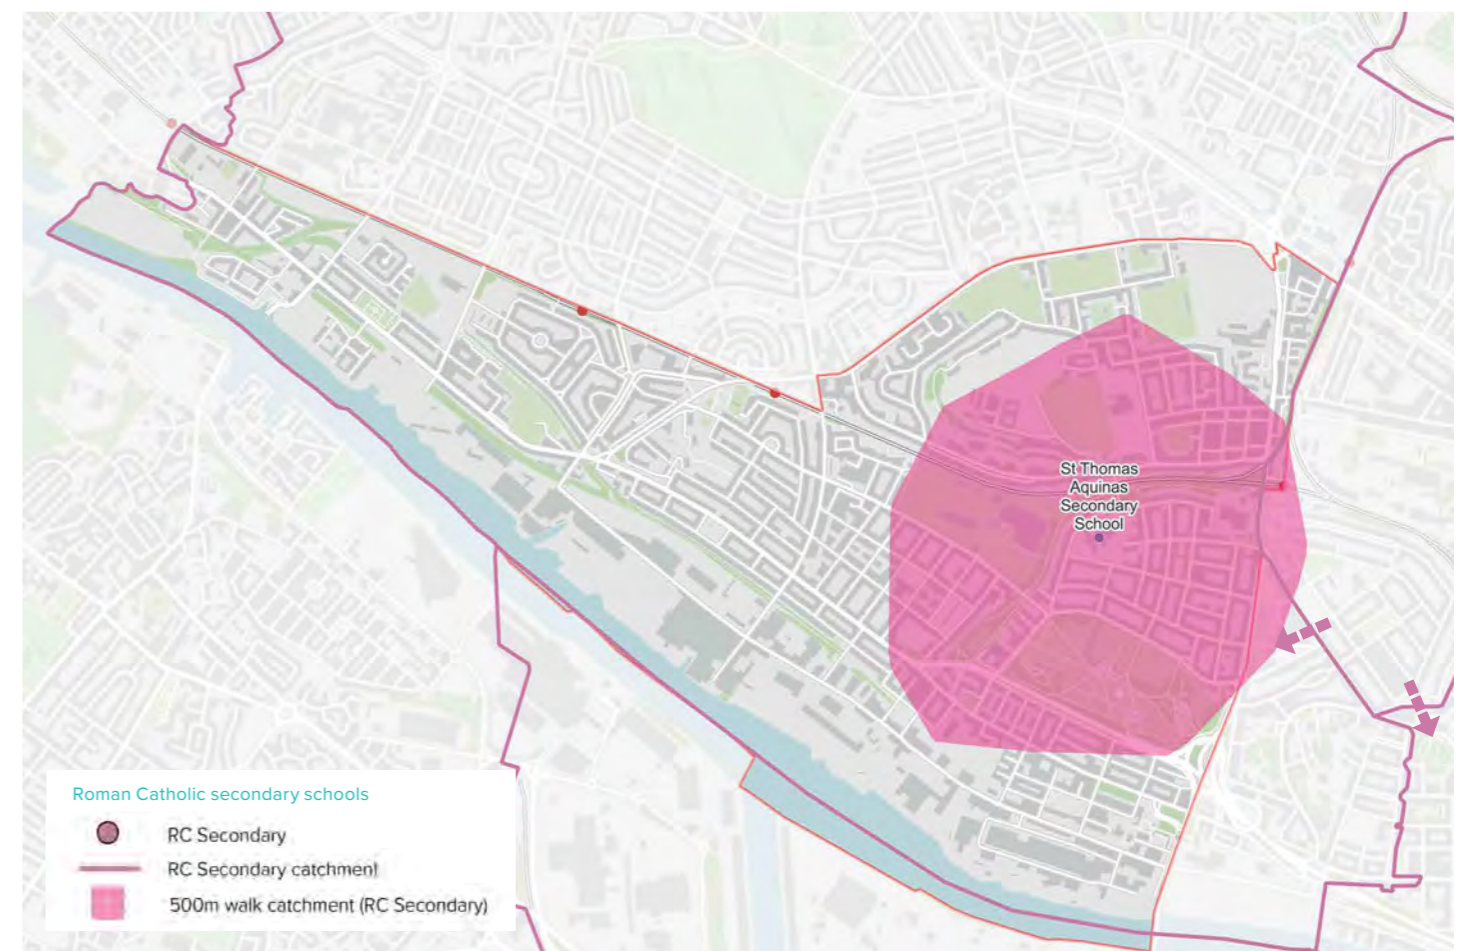 St Thomas
Aquinas
Secondary
School
Roman Catholic secondary schools
RC Secondary
RC Secondary catchment
500m walk catchment (RC Secondary)